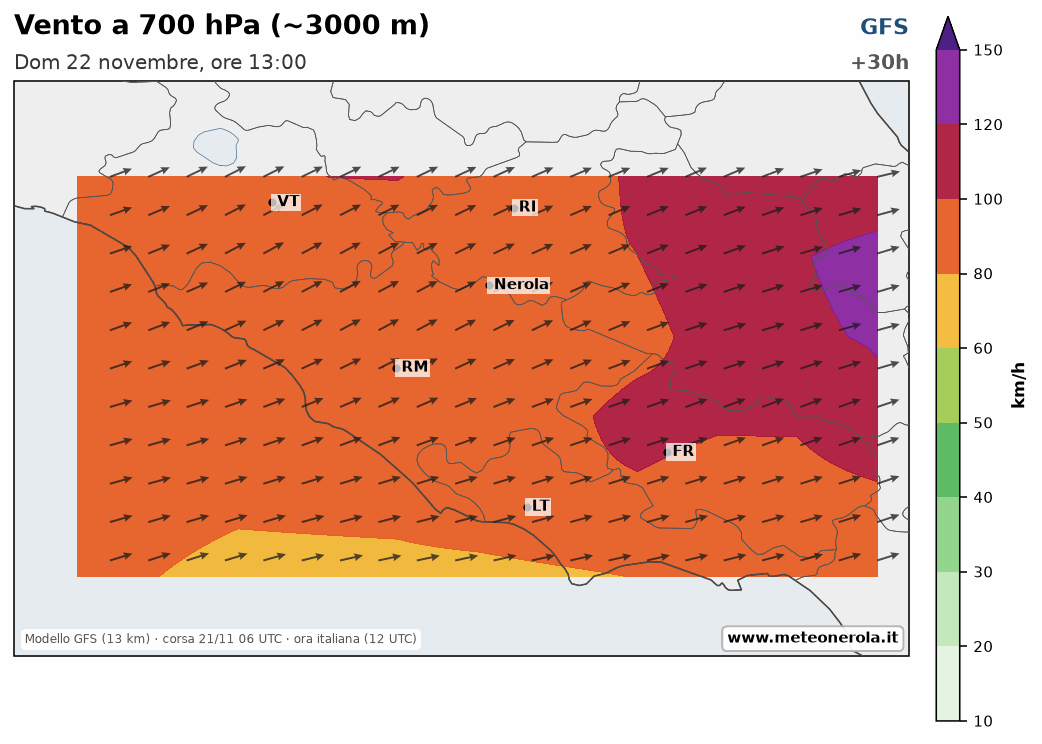 Vento a 700 hPa (~3000 m)
GFS
Dom 22 novembre, ore 13:00
+30h
VT
RI
Nerola
RM
FR
LT
Modello GFS (13 km) · corsa 21/11 06 UTC · ora italiana (12 UTC)
www.meteonerola.it
150
120
100
80
60
50
40
30
20
10
km/h